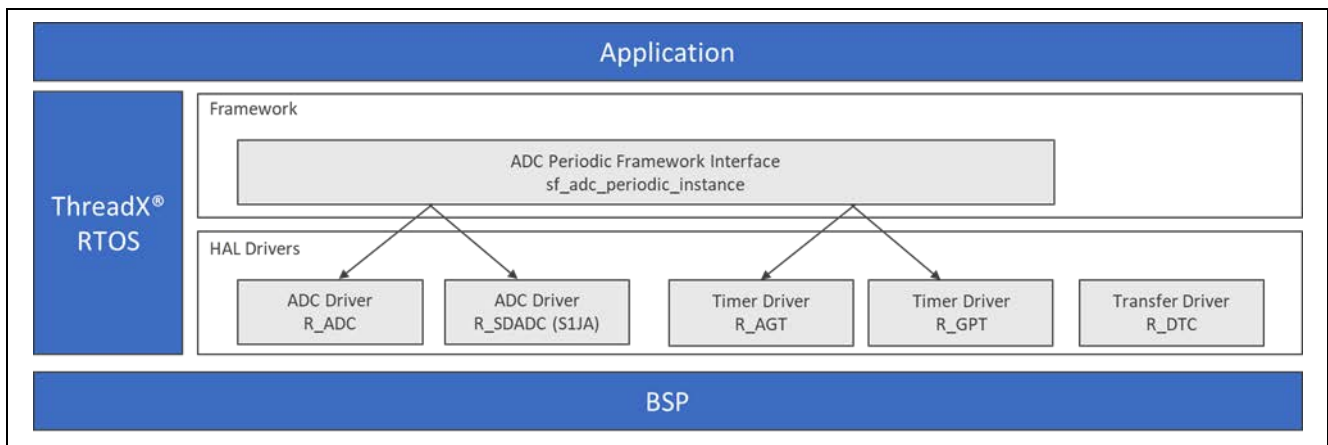 Application
ThreadX®
RTOS
Framework
ADC Periodic Framework Interface
sf_adc_periodic_instance
HAL Drivers
ADC Driver
R_ADC
ADC Driver
R_SDADC (S1JA)
Timer Driver
R_AGT
Timer Driver
R_GPT
Transfer Driver
R_DTC
BSP